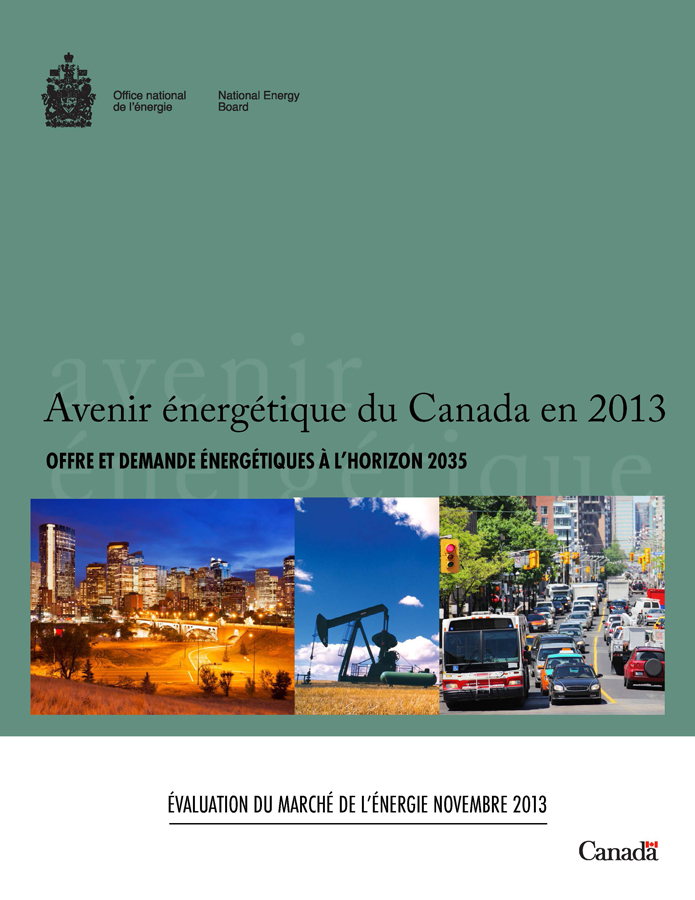 Office national
de l'énergie
National Energy
Board
avenir
Avenir énergétique du Canada en 2013
énergétique
OFFRE ET DEMANDE ÉNERGÉTIQUES À L'HORIZON 2035
ÉVALUATION DU MARCHÉ DE L'ÉNERGIE NOVEMBRE 2013
Canada